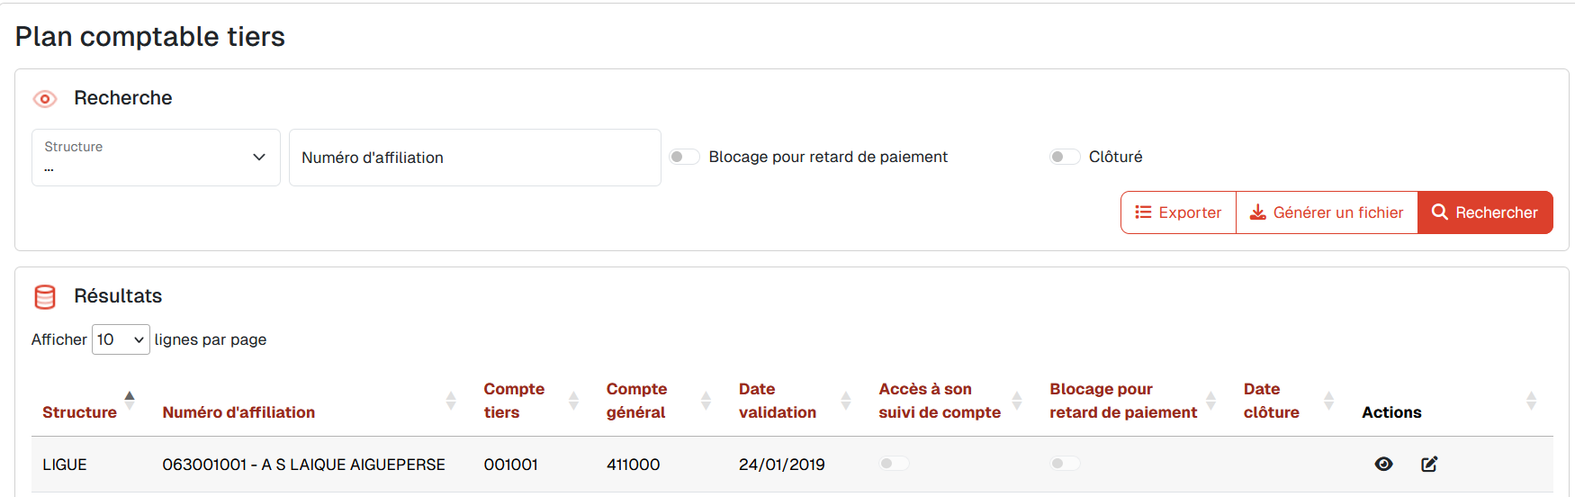 Plan comptable tiers
Recherche
Structure
...
Numéro d'affiliation
Blocage pour retard de paiement
Clôturé
Exporter
Générer un fichier
Rechercher
Résultats
Afficher 10 lignes par page
Structure
Numéro d'affiliation
Compte
tiers
Compte
général
Date
validation
Accès à son
suivi de compte
Blocage pour
retard de paiement
Date
clôture
Actions
LIGUE
063001001 - A S LAIQUE AIGUEPERSE
001001
411000
24/01/2019